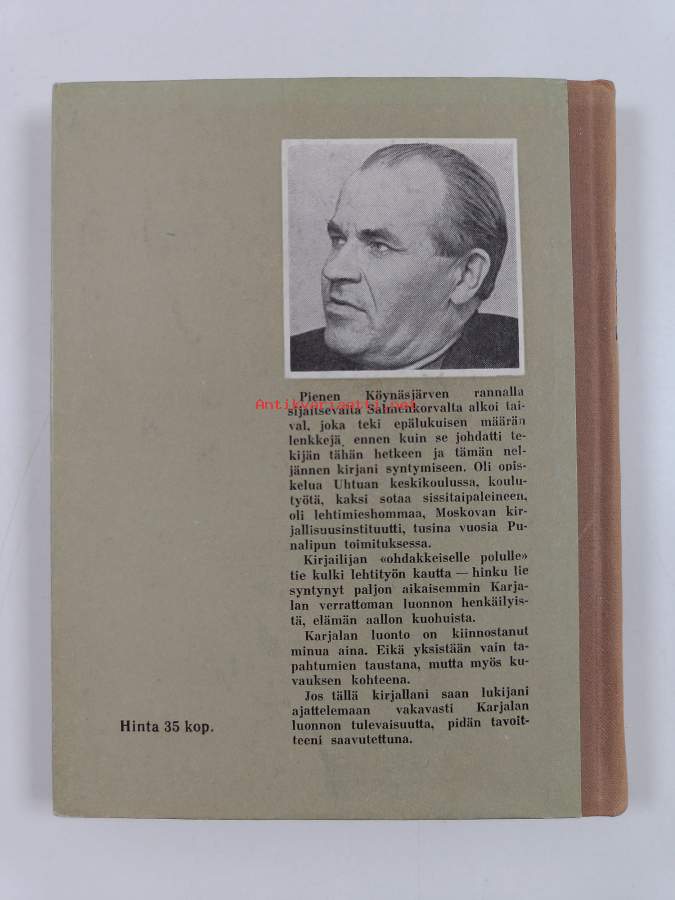 Pienen Köynäsjärven rannalla
sijaitsevalta Salmenkorvalta alkoi tai-
val, joka teki epälukuisen määrän
lenkkejä, ennen kuin se johdatti te-
kijän tähän hetkeen ja tämän nel-
jännen kirjani syntymiseen. Oli opis-
kelua Uhtuan keskikoulussa, koulu-
työtä, kaksi sotaa sissitaipaleineen,
oli lehtimieshommaa, Moskovan kir-
jallisuusinstituutti, tusina vuosia Pu-
nalipun toimituksessa.
Kirjailijan «ohdakkeiselle polulle»
tie kulki lehtityön kautta — hinku lie
syntynyt paljon aikaisemmin Karja-
lan verrattoman luonnon henkäilyis-
tä, elämän aallon kuohuista.
Karjalan luonto on kiinnostanut
minua aina. Eikä yksistään vain ta-
pahtumien taustana, mutta myös ku-
vauksen kohteena.
Jos tällä kirjallani saan lukijani
ajattelemaan vakavasti Karjalan
luonnon tulevaisuutta, pidän tavoit-
teeni saavutettuna.
Hinta 35 kop.
Antikvariaatti.net